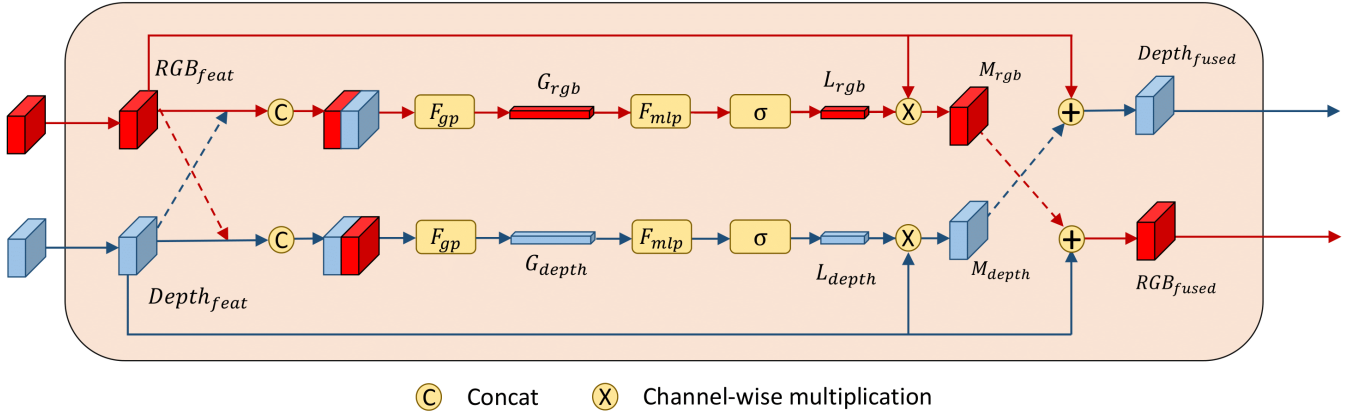 RGB_feat
G_rgb
L_rgb
M_rgb
Depth_fused
C
F_gp
F_mlp
σ
X
+
C
F_gp
F_mlp
σ
X
+
Depth_feat
G_depth
L_depth
M_depth
RGB_fused
C Concat
X Channel-wise multiplication